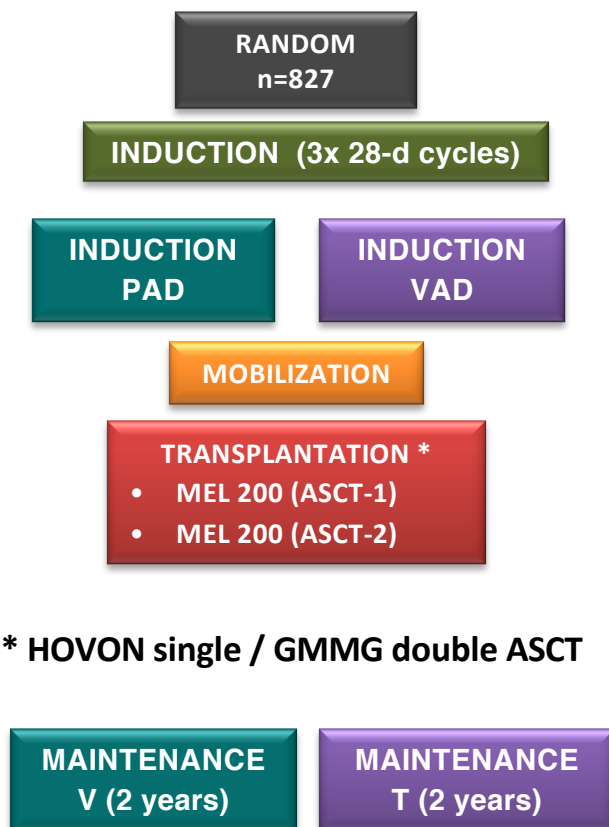 RANDOM
n=827
INDUCTION (3x 28-d cycles)
INDUCTION
PAD
INDUCTION
VAD
MOBILIZATION
TRANSPLANTATION *
• MEL 200 (ASCT-1)
• MEL 200 (ASCT-2)
* HOVON single / GMMG double ASCT
MAINTENANCE
V (2 years)
MAINTENANCE
T (2 years)